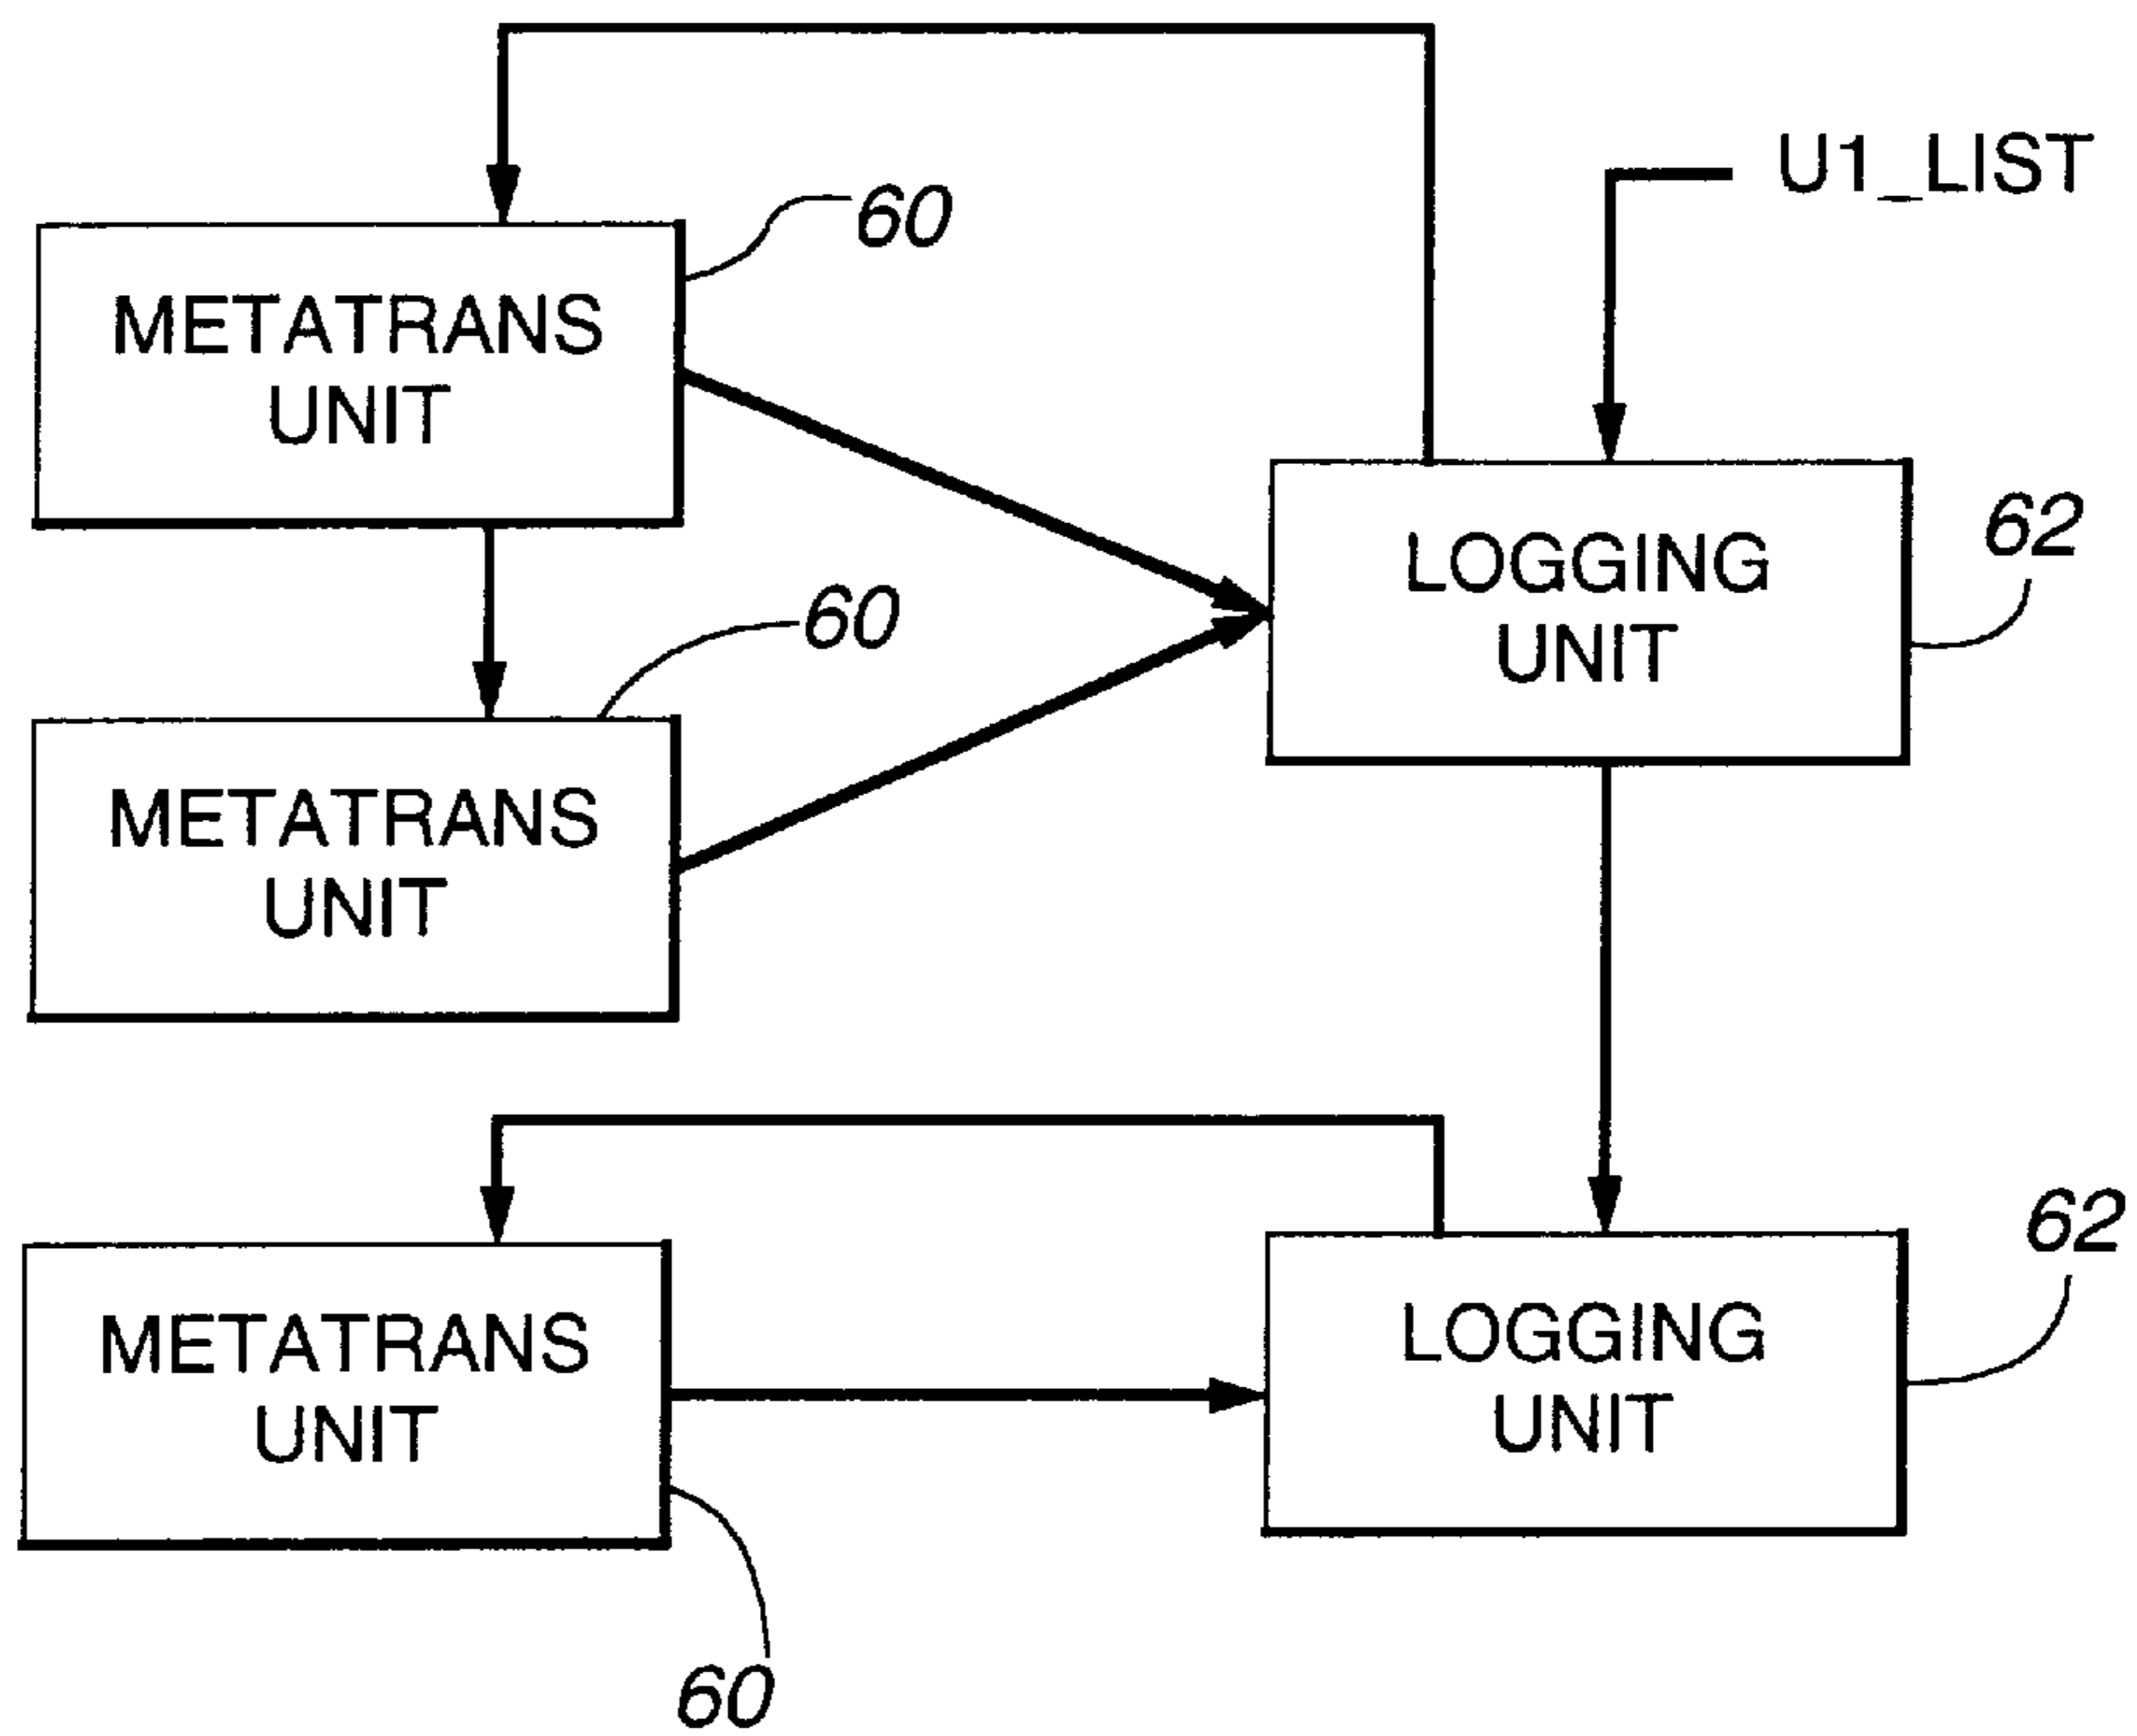 U1_LIST
60
METATRANS
UNIT
62
LOGGING
UNIT
60
METATRANS
UNIT
62
METATRANS
UNIT
LOGGING
UNIT
60